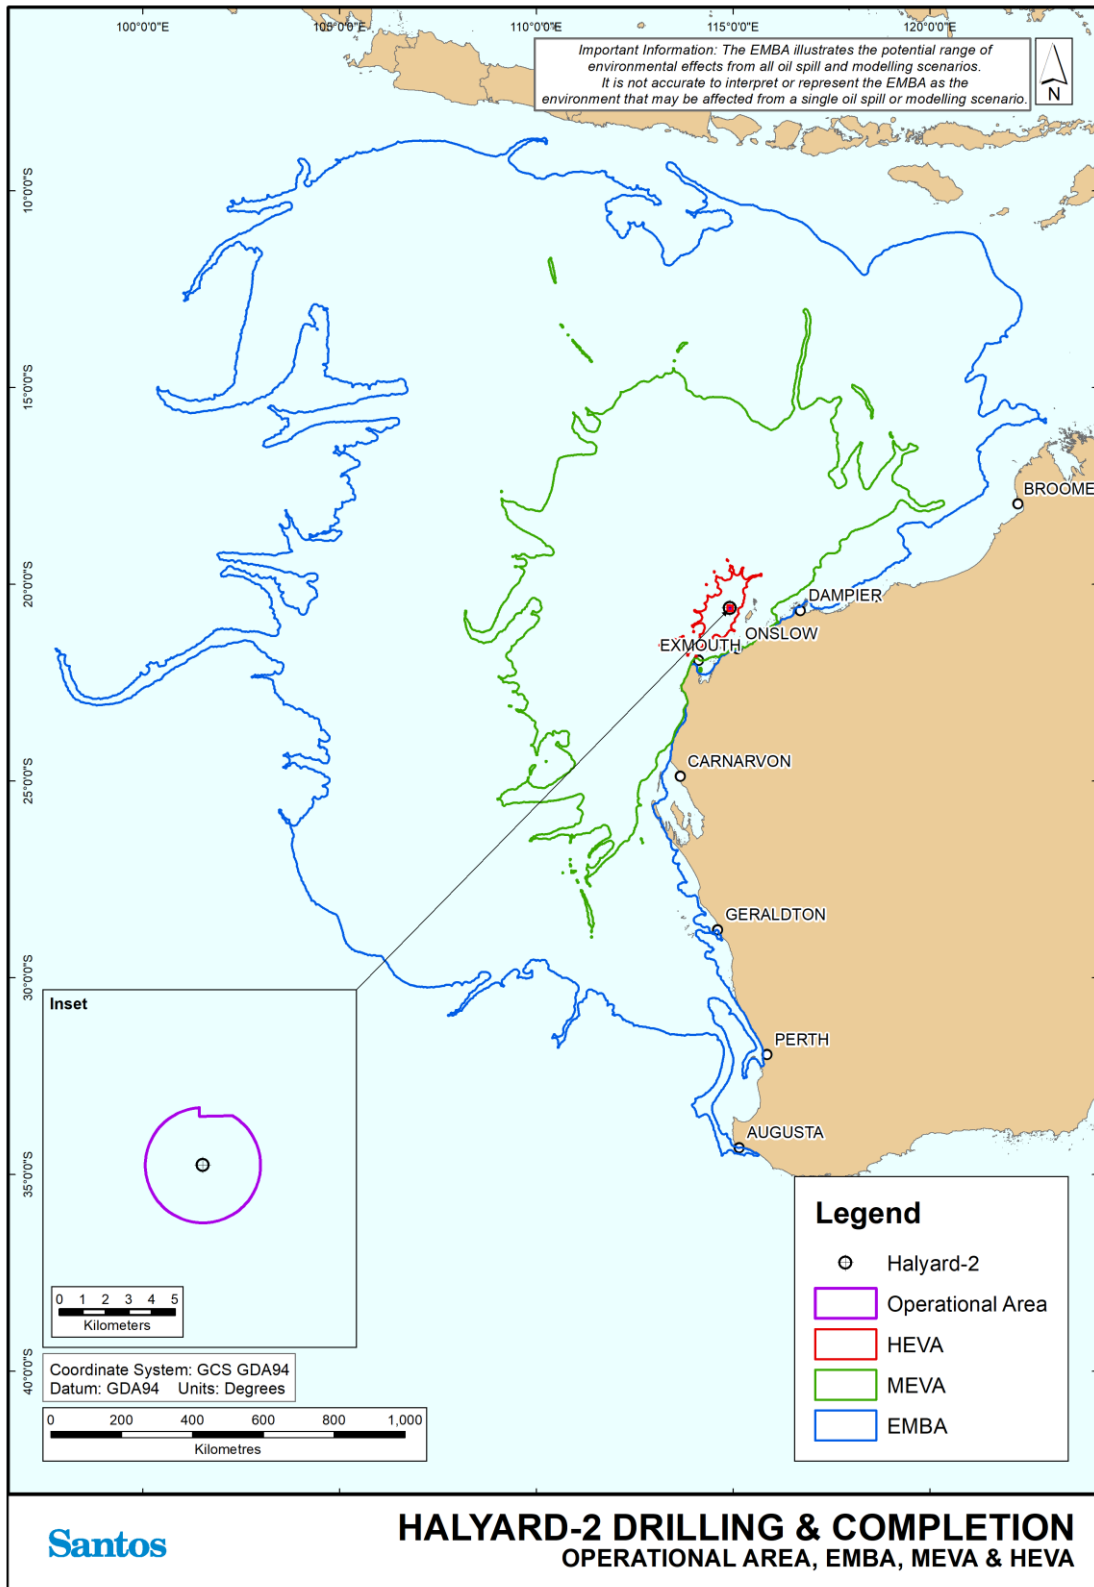 100°0'0"E 105°0'0"E 110°0'0"E 115°0'0"E 120°0'0"E
Important Information: The EMBA illustrates the potential range of
environmental effects from all oil spill and modelling scenarios.
It is not accurate to interpret or represent the EMBA as the
environment that may be affected from a single oil spill or modelling scenario.
N
10°0'0"S
15°0'0"S
BROOME
20°0'0"S
DAMPIER
ONSLOW
EXMOUTH
CARNARVON
25°0'0"S
GERALDTON
30°0'0"S
Inset
PERTH
AUGUSTA
35°0'0"S
Legend
Halyard-2
Operational Area
HEVA
MEVA
EMBA
0 1 2 3 4 5
Kilometers
Coordinate System: GCS GDA94
Datum: GDA94 Units: Degrees
40°0'0"S
0 200 400 600 800 1,000
Kilometres
Santos
HALYARD-2 DRILLING & COMPLETION
OPERATIONAL AREA, EMBA, MEVA & HEVA